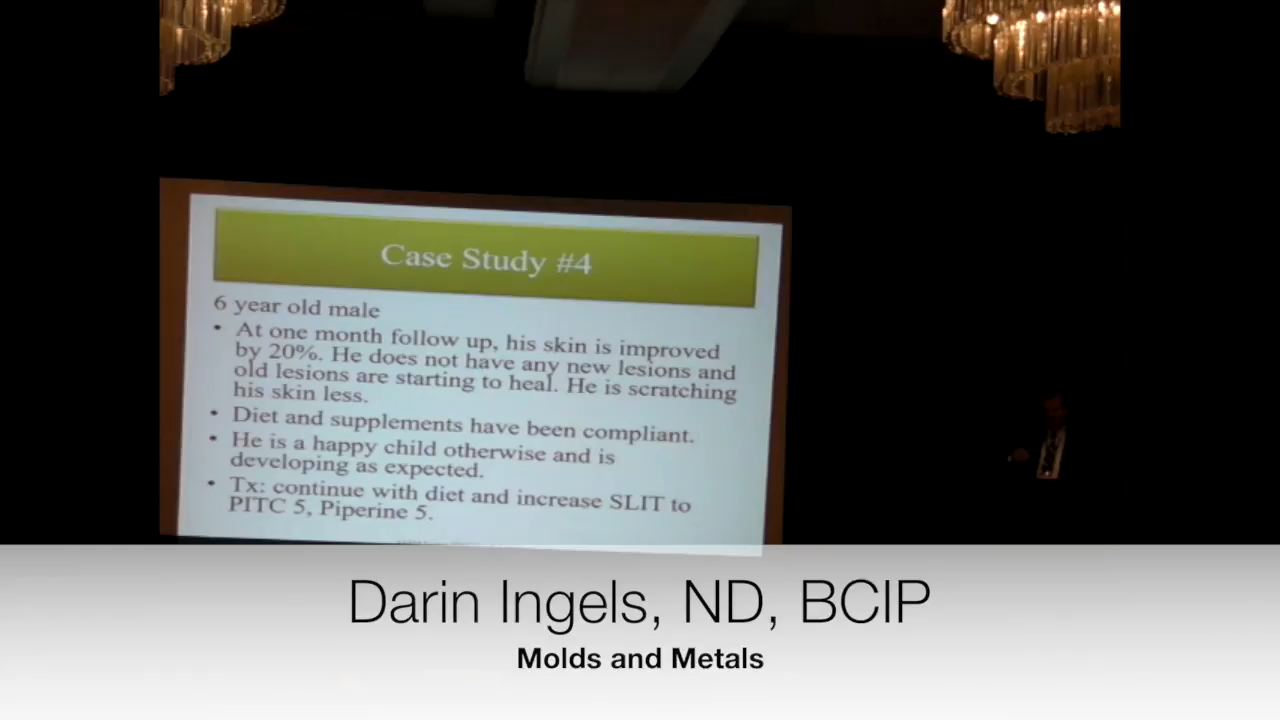 Case Study #4
6 year old male
• At one month follow up, his skin is improved
by 20%. He does not have any new lesions and
old lesions are starting to heal. He is scratching
his skin less.
• Diet and supplements have been compliant.
• He is a happy child otherwise and is
developing as expected.
• Tx: continue with diet and increase SLIT to
PITC 5, Piperine 5.
Darin Ingels, ND, BCIP
Molds and Metals